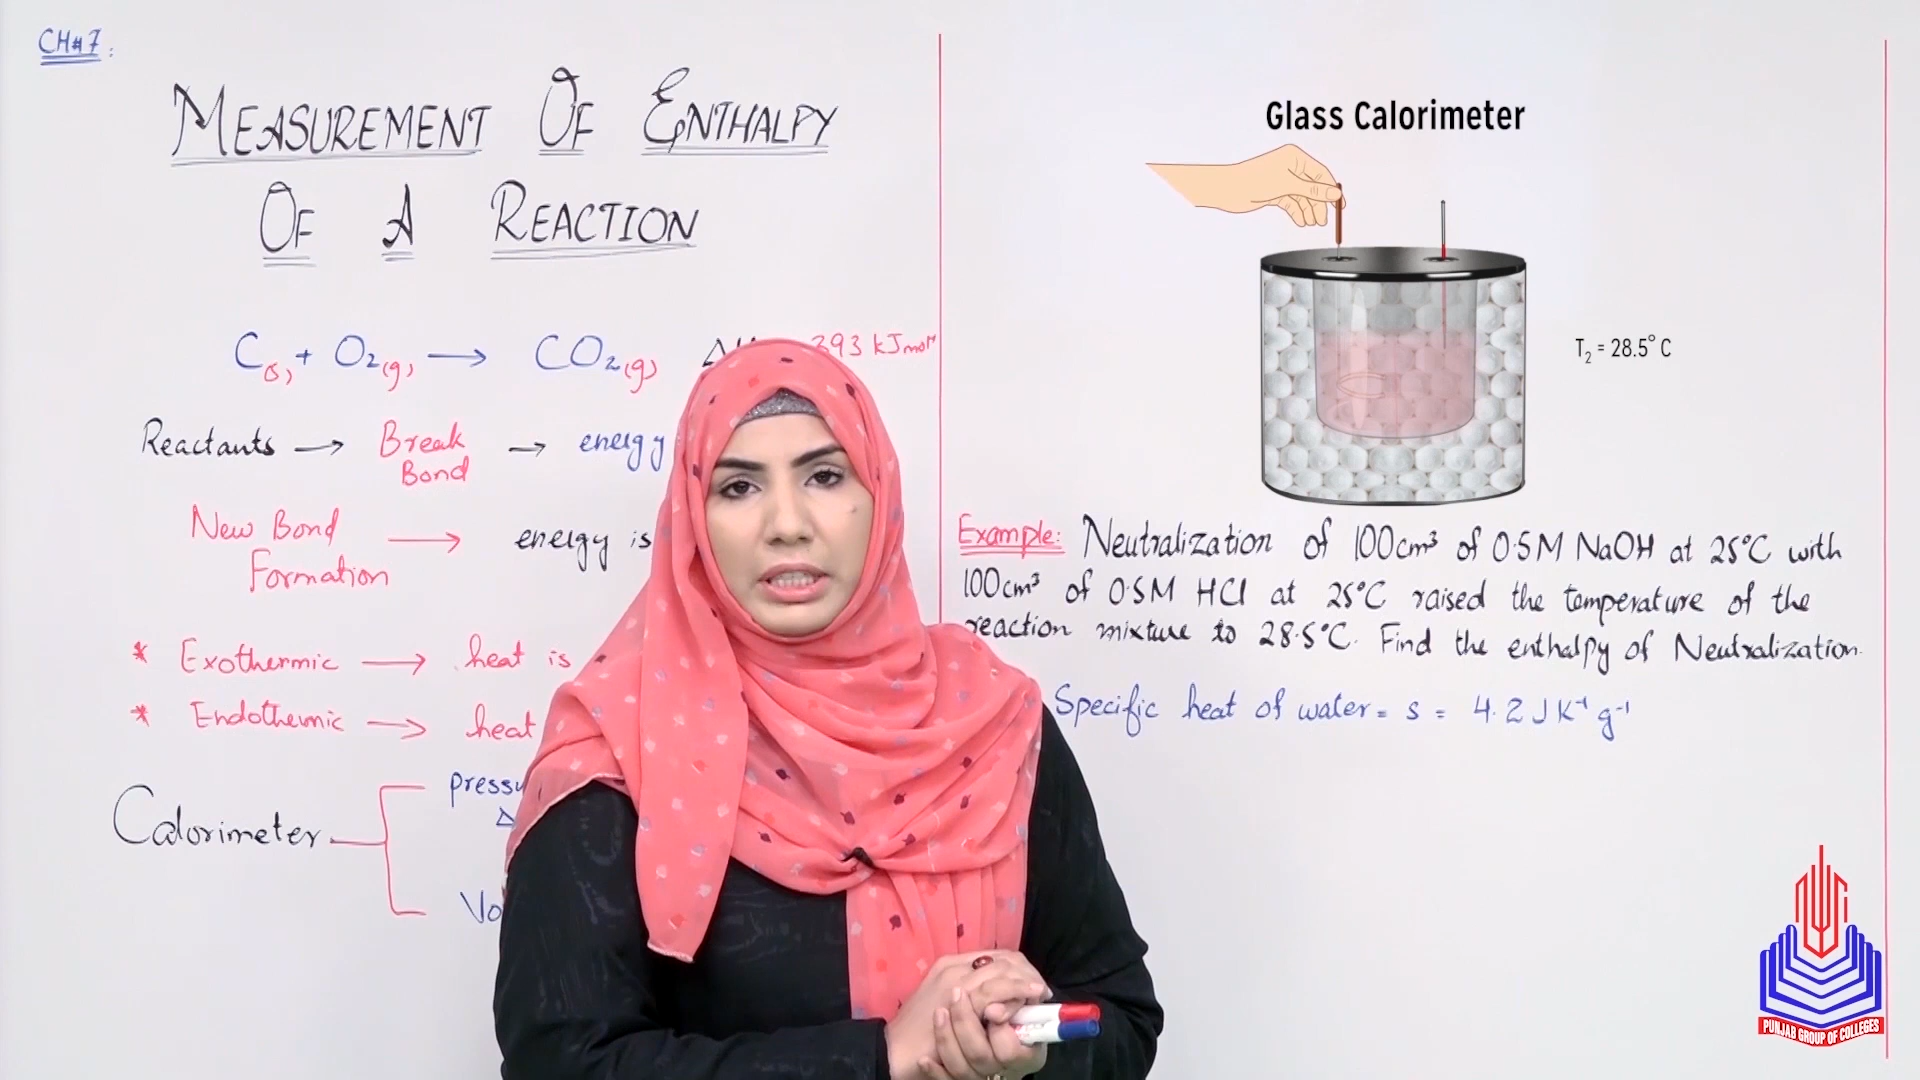 CH#7:
MEASUREMENT OF ENTHALPY
OF A REACTION
C(s) + O2(g) → CO2(g) 393 kJmol-1
Reactants → Break Bond → energy
New Bond Formation → energy is
* Exothermic → heat is
* Endothermic → heat
Calorimeter
Glass Calorimeter
T2 = 28.5° C
Example: Neutralization of 100cm³ of 0.5M NaOH at 25°C with
100cm³ of 0.5M HCl at 25°C raised the temperature of the
reaction mixture to 28.5°C. Find the enthalpy of Neutralization.
Specific heat of water = s = 4.2 J K⁻¹ g⁻¹
PUNJAB GROUP OF COLLEGES